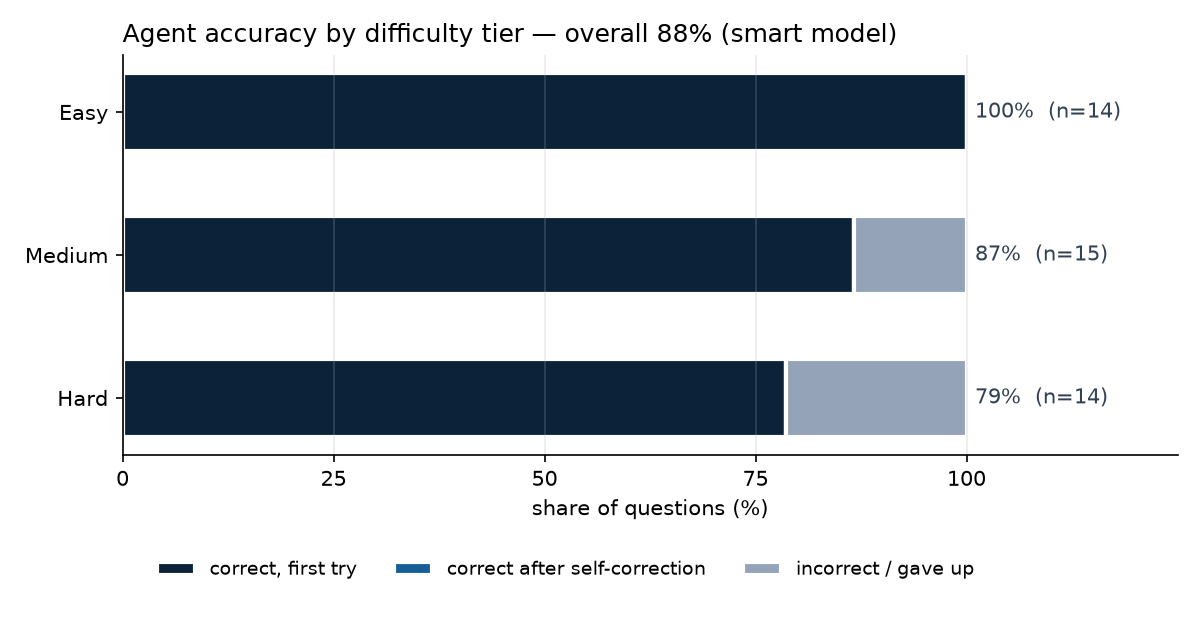 Agent accuracy by difficulty tier — overall 88% (smart model)
Easy
100%  (n=14)
Medium
87%  (n=15)
Hard
79%  (n=14)
0 25 50 75 100
share of questions (%)
correct, first try correct after self-correction incorrect / gave up